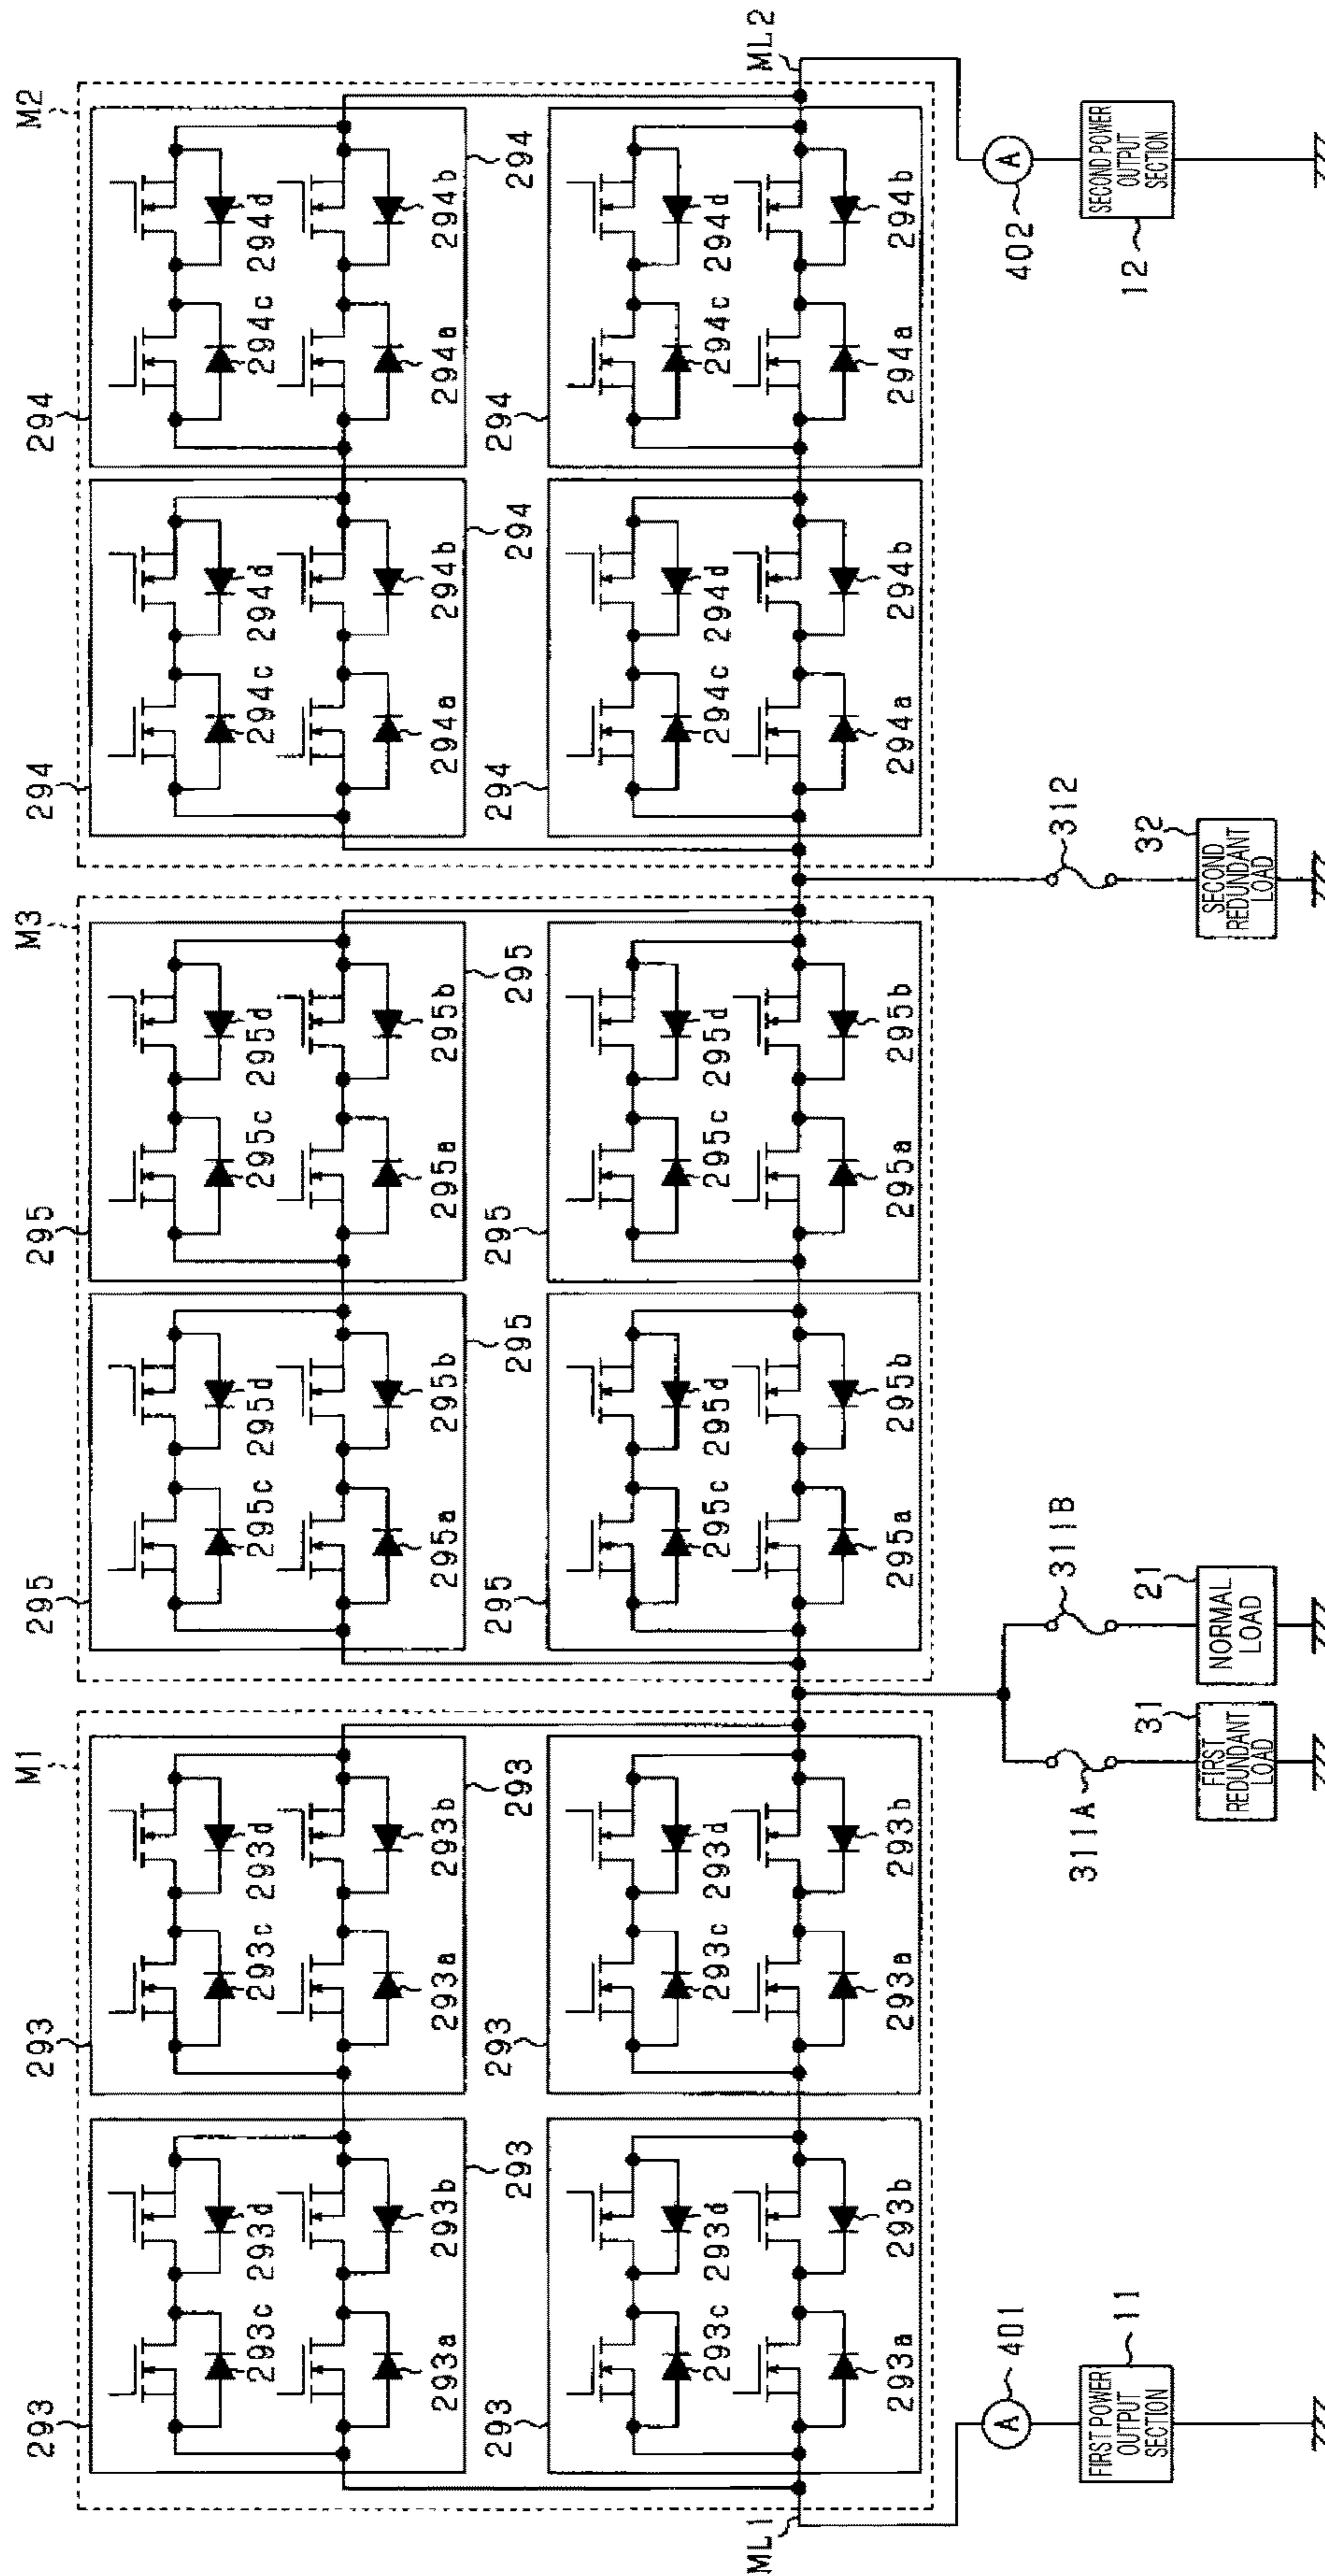 M1 M3 M2
293 293 295 295 294 294
293c 293d 293c 293d 295c 295d 295c 295d 294c 294d 294c 294d
293a 293b 293a 293b 295a 295b 295a 295b 294a 294b 294a 294b
293 293 293 293 295 295 295 295 294 294 294 294
293c 293d 293c 293d 295c 295d 295c 295d 294c 294d 294c 294d
293a 293b 293a 293b 295a 295b 295a 295b 294a 294b 294a 294b
ML1 ML2
A 401
311A
311B
312
A 402
FIRST POWER
OUTPUT
SECTION
11
FIRST
REDUNDANT
LOAD
31
NORMAL
LOAD
21
SECOND
REDUNDANT
LOAD
32
SECOND POWER
OUTPUT
SECTION
12